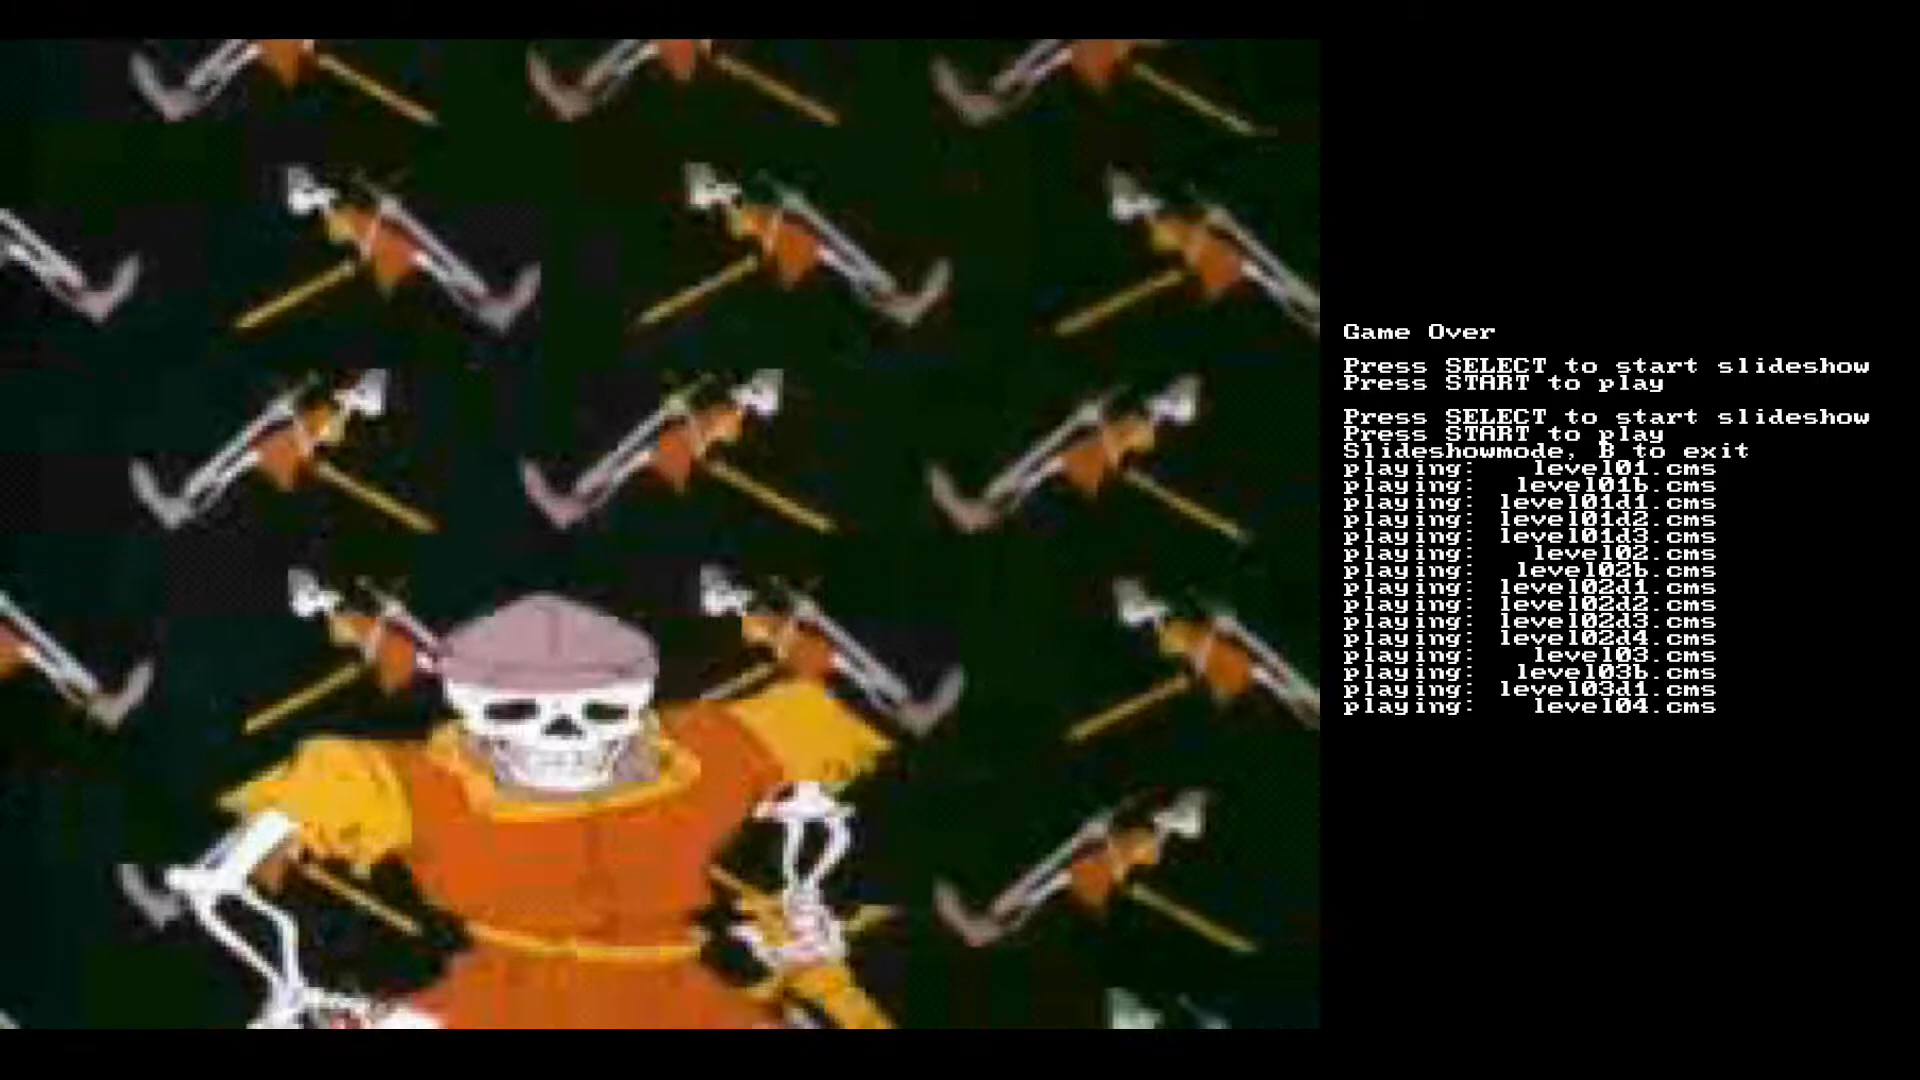 Game Over
Press SELECT to start slideshow
Press START to play
Press SELECT to start slideshow
Press START to play
Slideshowmode, B to exit
playing: level01.cms
playing: level01b.cms
playing: level01d1.cms
playing: level01d2.cms
playing: level01d3.cms
playing: level02.cms
playing: level02b.cms
playing: level02d1.cms
playing: level02d2.cms
playing: level02d3.cms
playing: level02d4.cms
playing: level03.cms
playing: level03b.cms
playing: level03d1.cms
playing: level04.cms